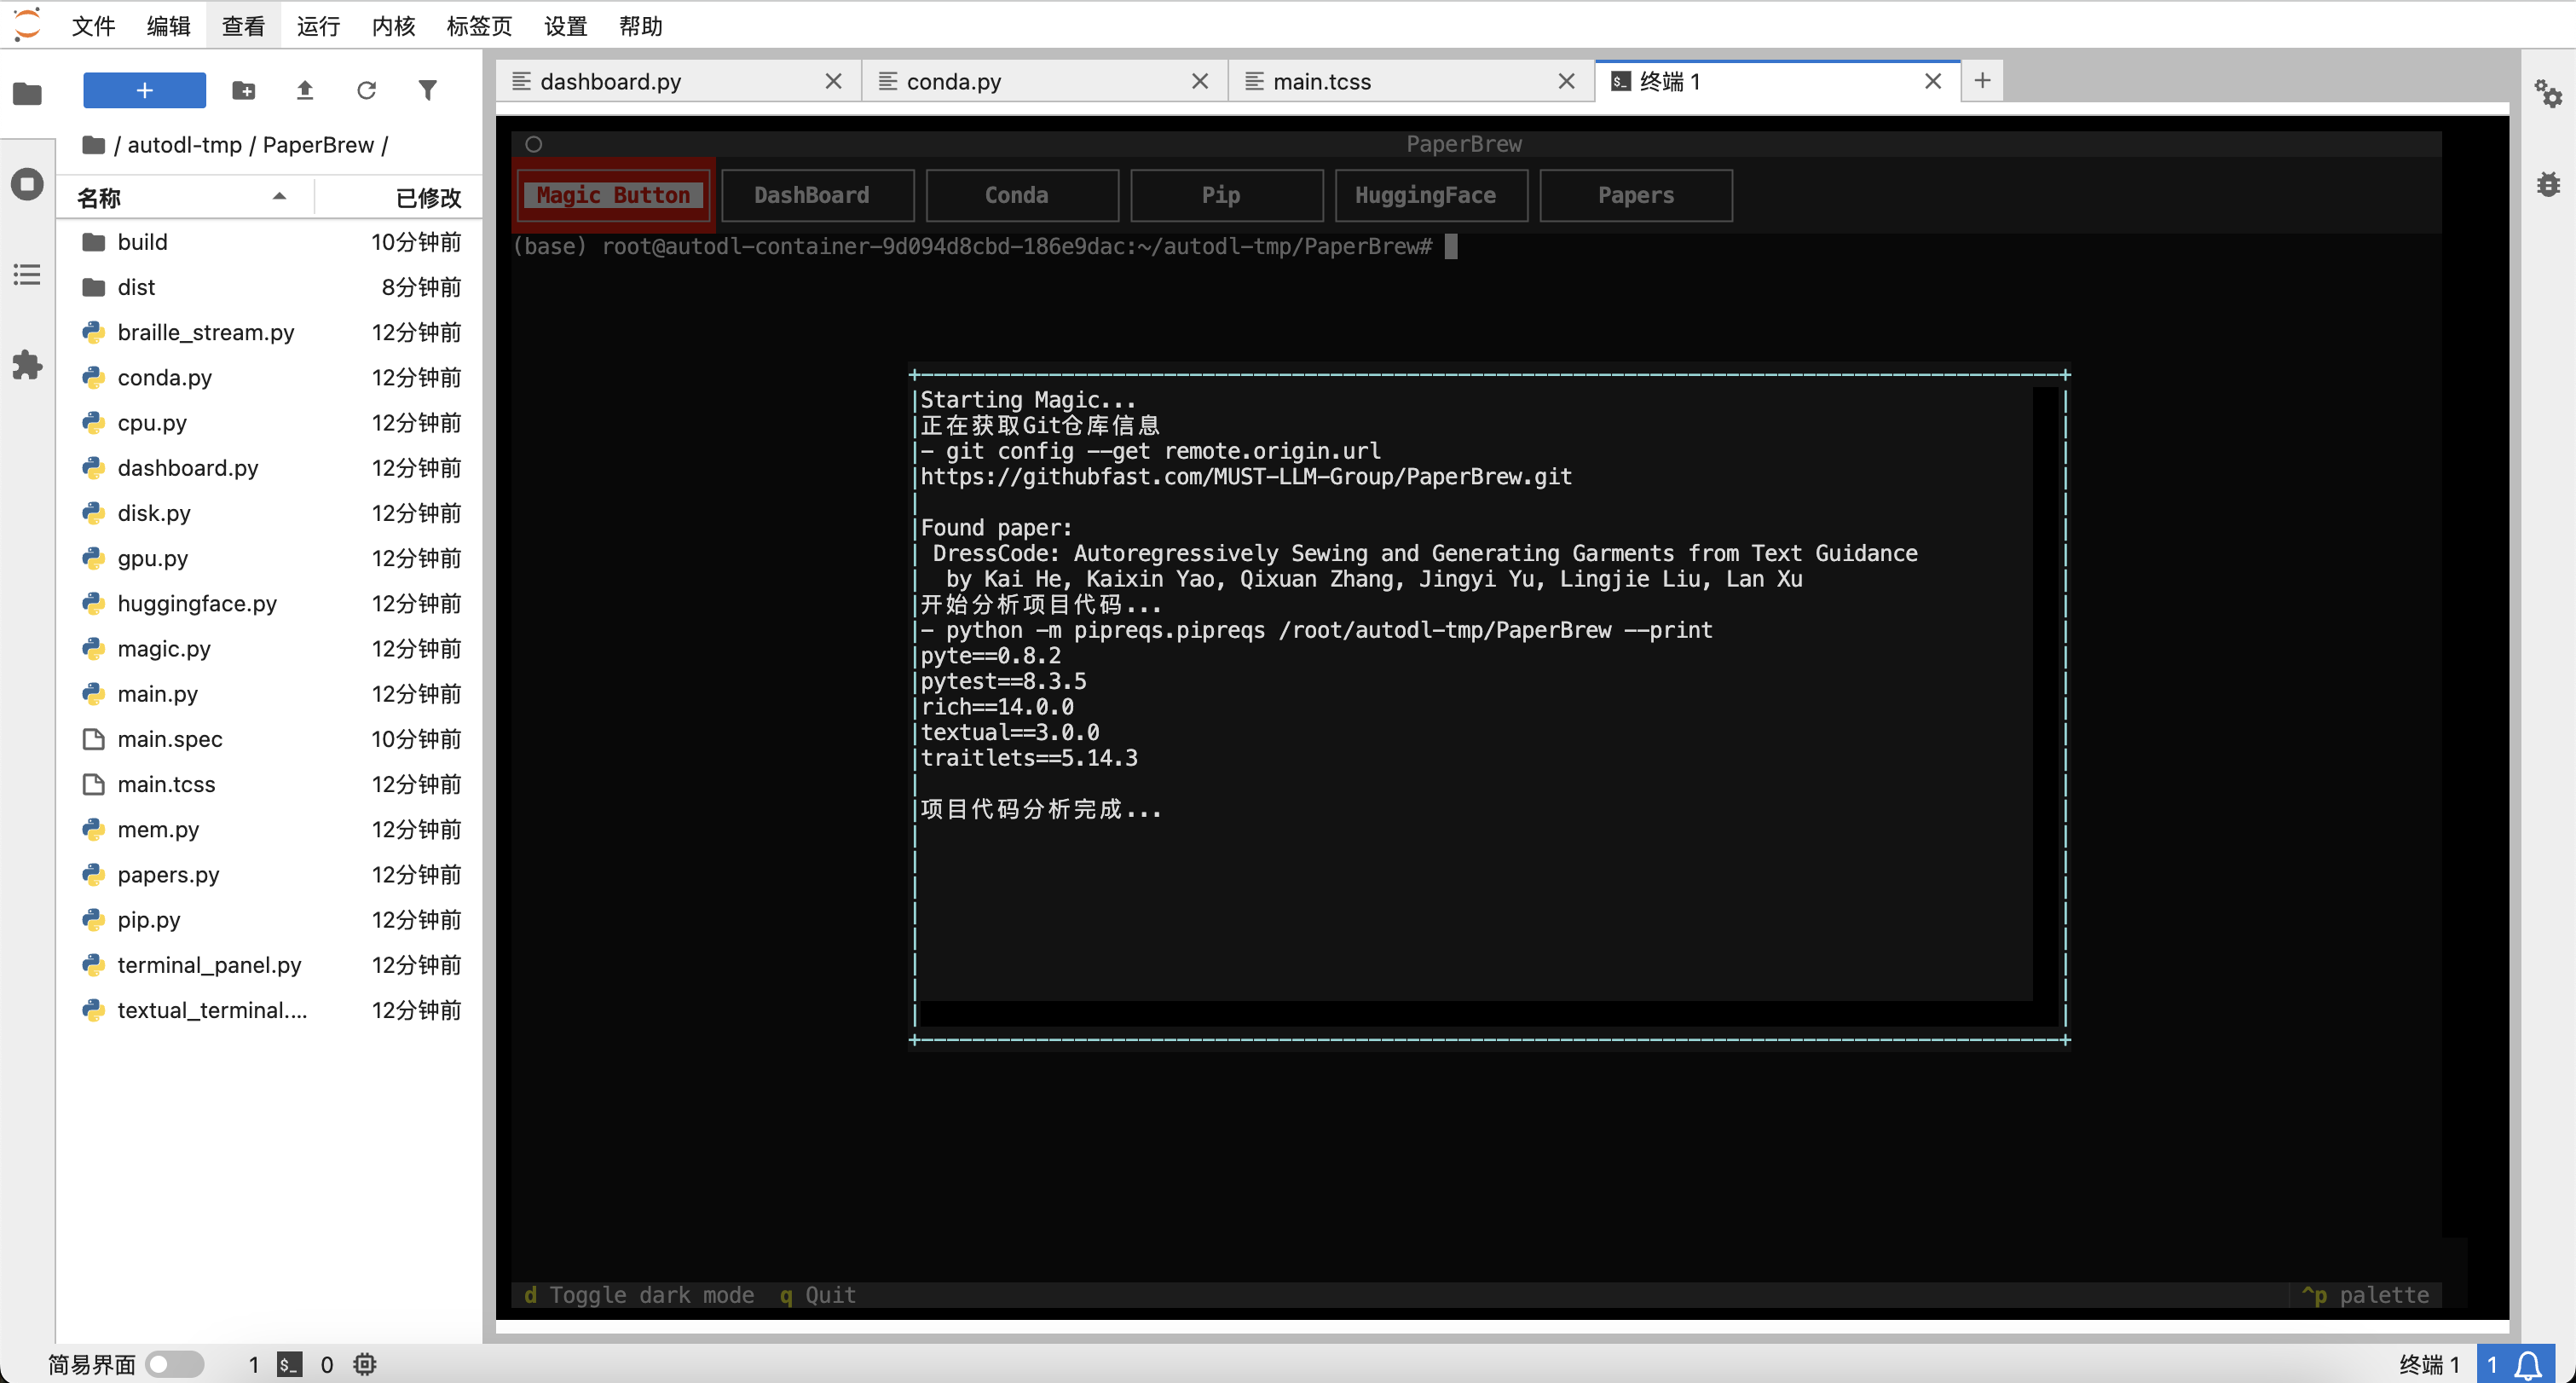 文件 编辑 查看 运行 内核 标签页 设置 帮助
+
/ autodl-tmp / PaperBrew /
名称 已修改
build 10分钟前
dist 8分钟前
braille_stream.py 12分钟前
conda.py 12分钟前
cpu.py 12分钟前
dashboard.py 12分钟前
disk.py 12分钟前
gpu.py 12分钟前
huggingface.py 12分钟前
magic.py 12分钟前
main.py 12分钟前
main.spec 10分钟前
main.tcss 12分钟前
mem.py 12分钟前
papers.py 12分钟前
pip.py 12分钟前
terminal_panel.py 12分钟前
textual_terminal.... 12分钟前
dashboard.py conda.py main.tcss 终端 1
PaperBrew
Magic Button DashBoard Conda Pip HuggingFace Papers
(base) root@autodl-container-9d094d8cbd-186e9dac:~/autodl-tmp/PaperBrew#
Starting Magic...
正在获取Git仓库信息
- git config --get remote.origin.url
https://githubfast.com/MUST-LLM-Group/PaperBrew.git
Found paper:
DressCode: Autoregressively Sewing and Generating Garments from Text Guidance
by Kai He, Kaixin Yao, Qixuan Zhang, Jingyi Yu, Lingjie Liu, Lan Xu
开始分析项目代码...
- python -m pipreqs.pipreqs /root/autodl-tmp/PaperBrew --print
pyte==0.8.2
pytest==8.3.5
rich==14.0.0
textual==3.0.0
traitlets==5.14.3
项目代码分析完成...
d Toggle dark mode q Quit ^p palette
简易界面 1 $_ 0 终端 1 1